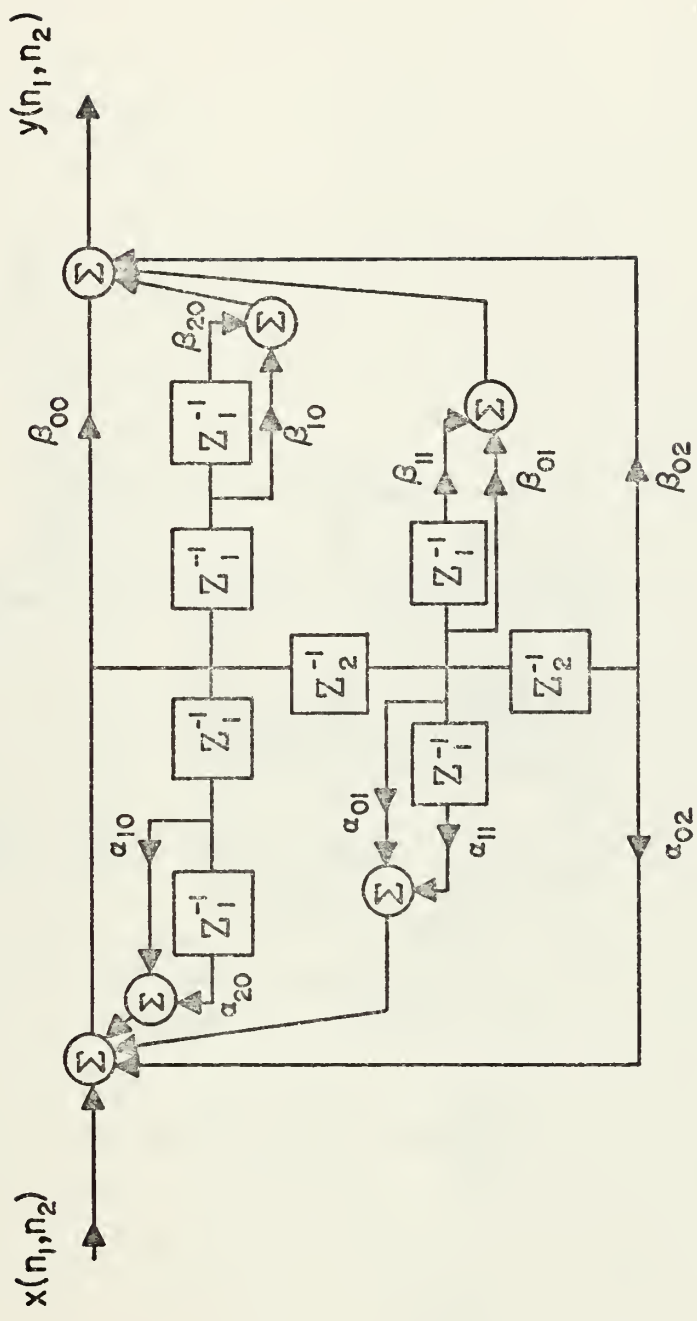 x(n₁,n₂)
y(n₁,n₂)
Σ
β₀₀
Σ
α₁₀
Σ
α₂₀
Z₁⁻¹
Z₁⁻¹
Z₁⁻¹
Z₁⁻¹
β₂₀
β₁₀
Σ
Z₂⁻¹
α₀₁
Σ
α₁₁
Z₁⁻¹
Z₁⁻¹
β₁₁
β₀₁
Σ
Z₂⁻¹
α₀₂
β₀₂